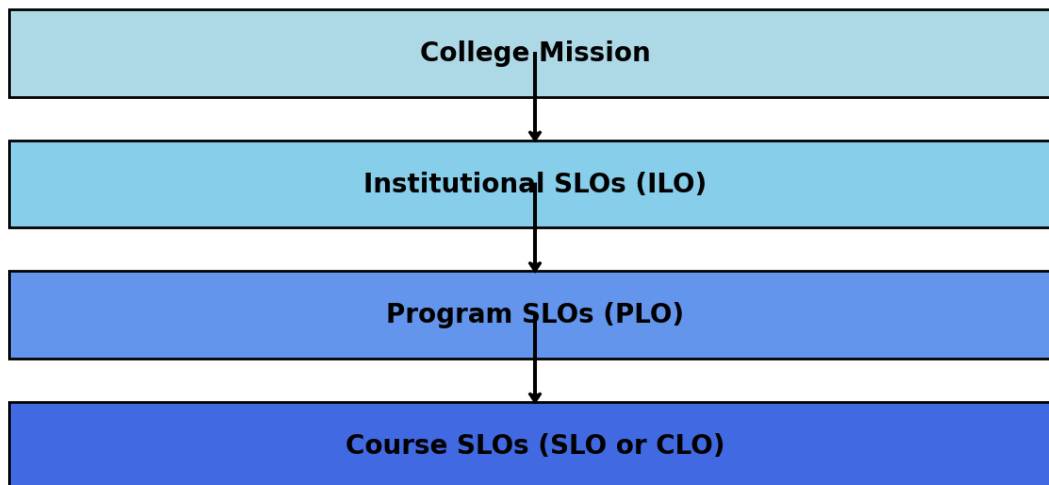 College Mission
Institutional SLOs (ILO)
Program SLOs (PLO)
Course SLOs (SLO or CLO)